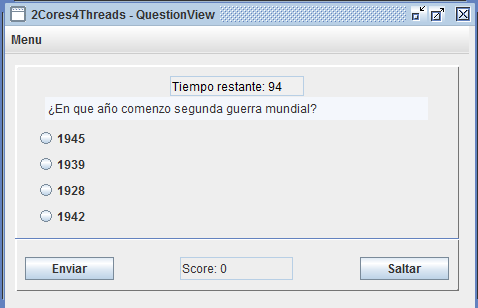 2Cores4Threads - QuestionView
Menu
Tiempo restante: 94
¿En que año comenzo segunda guerra mundial?
1945
1939
1928
1942
Enviar
Score: 0
Saltar